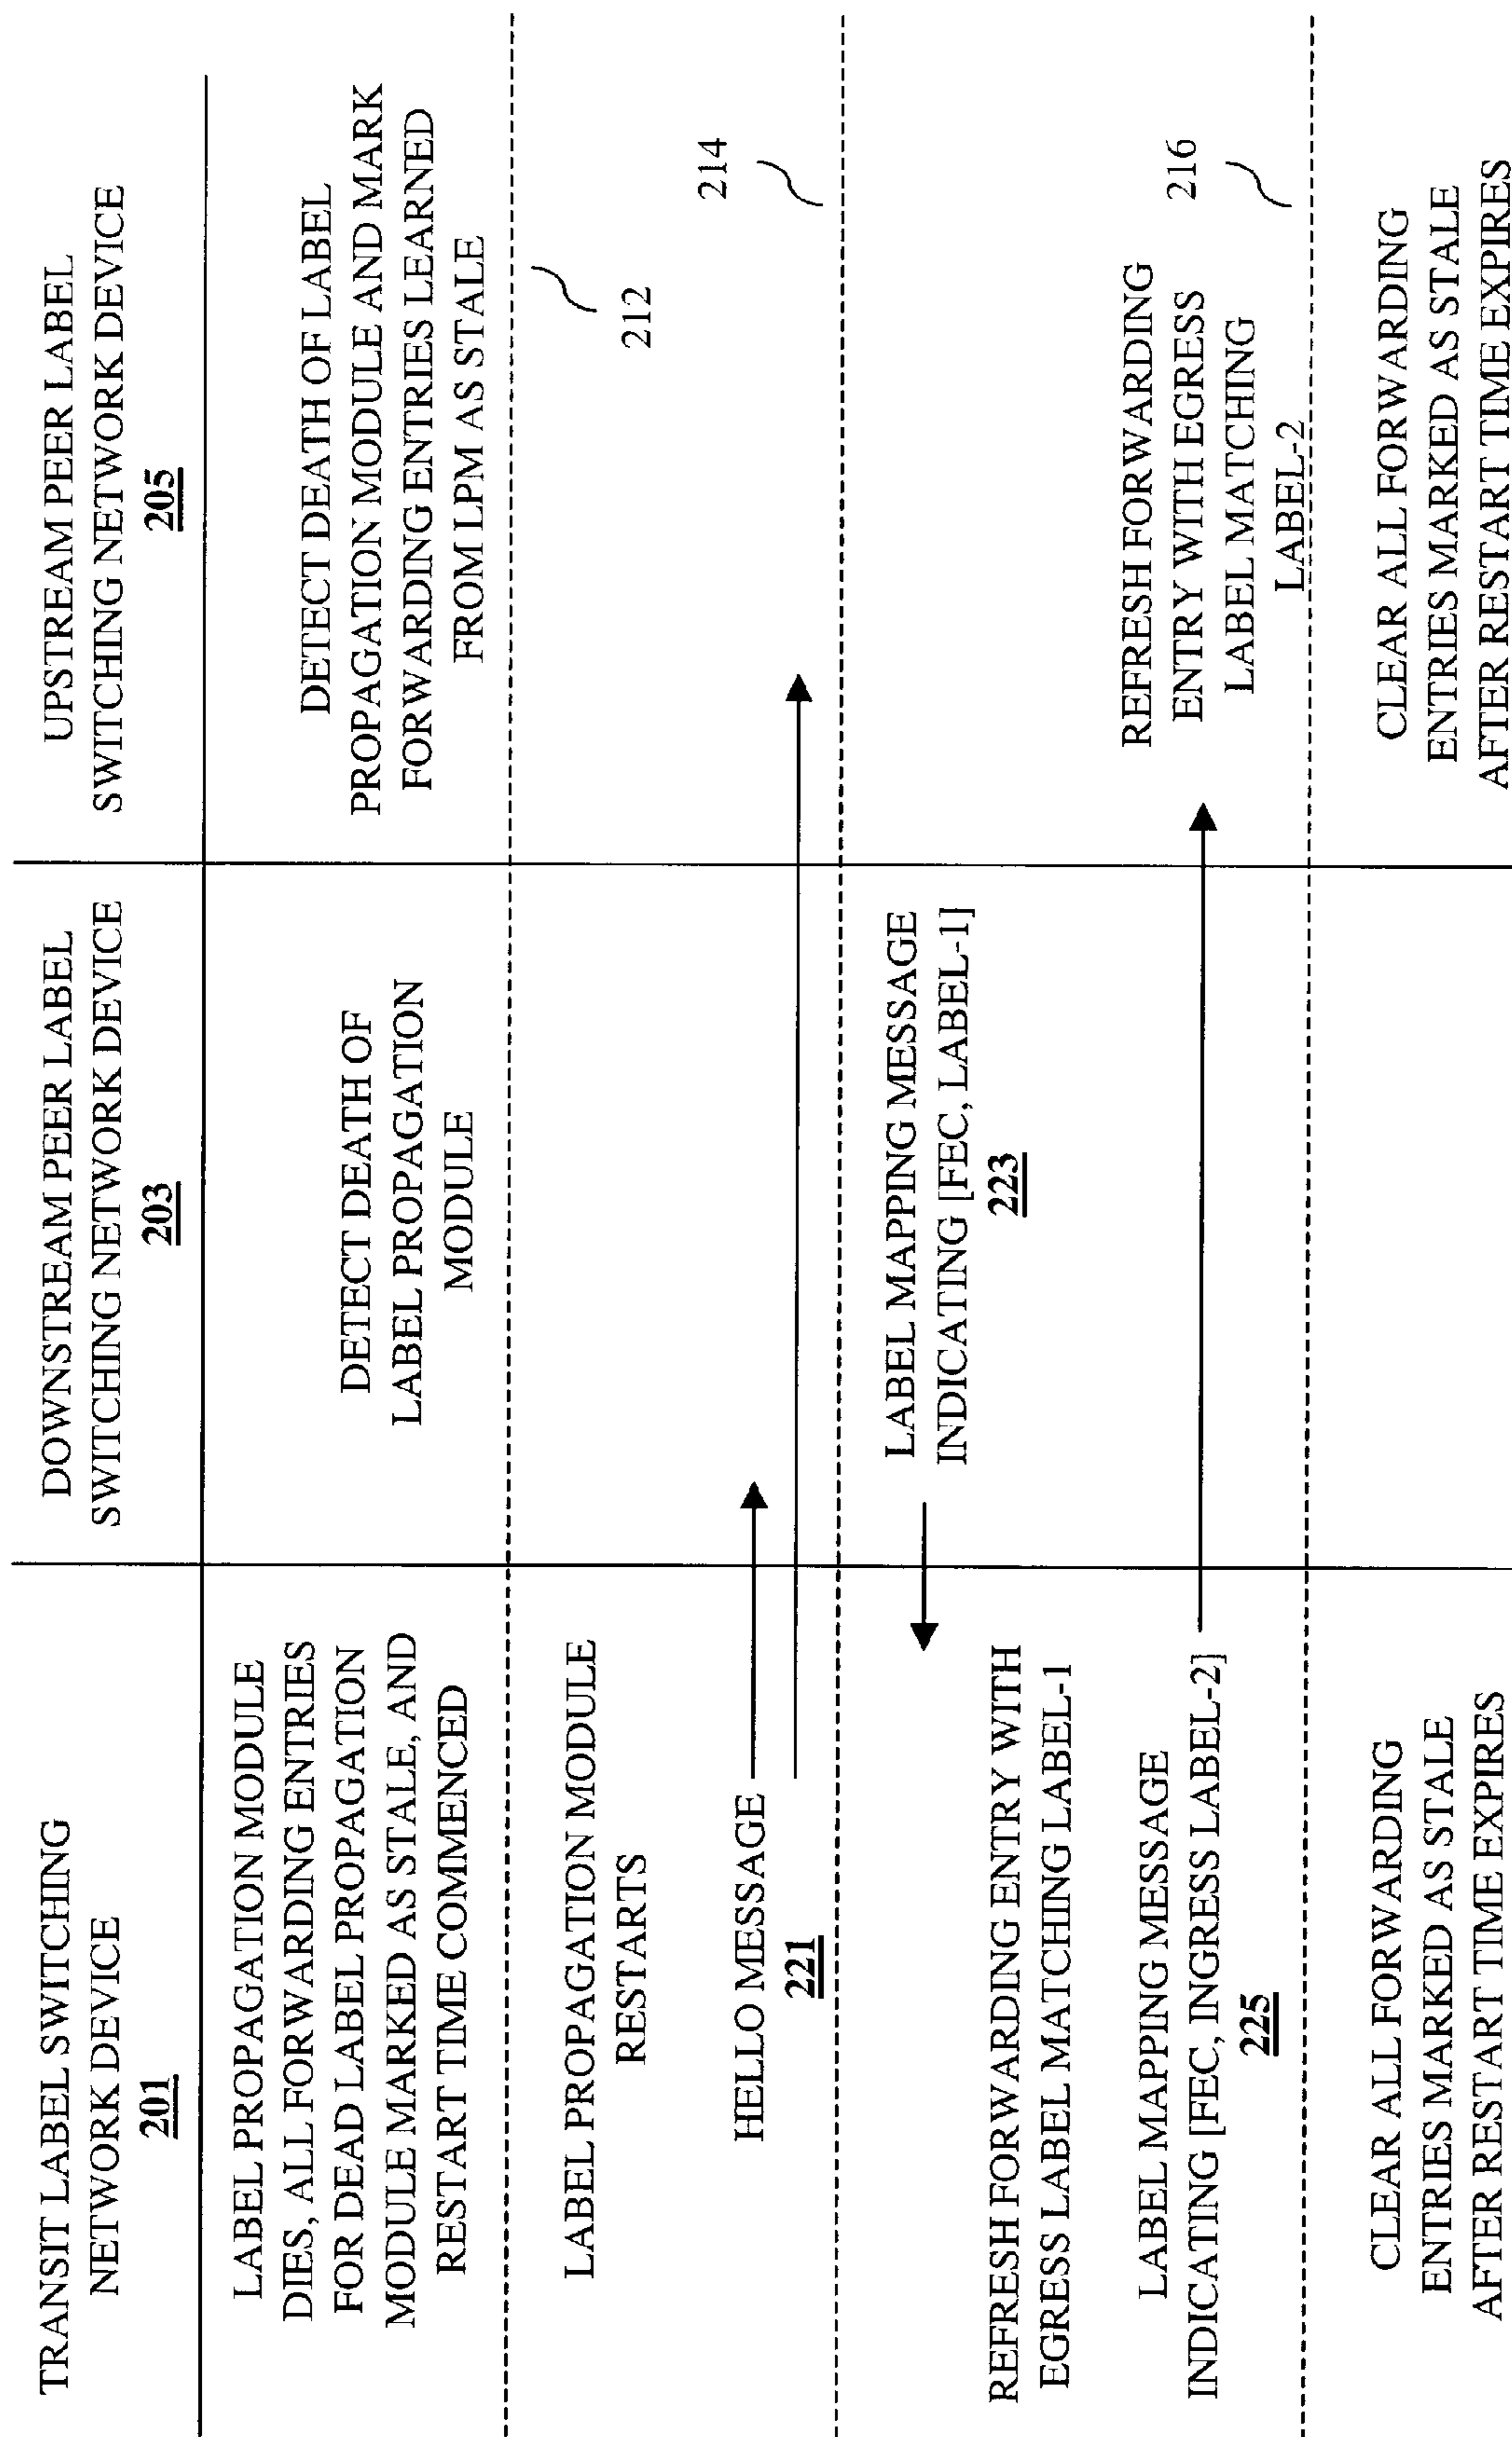 TRANSIT LABEL SWITCHING
NETWORK DEVICE
201
DOWNSTREAM PEER LABEL
SWITCHING NETWORK DEVICE
203
UPSTREAM PEER LABEL
SWITCHING NETWORK DEVICE
205
LABEL PROPAGATION MODULE
DIES, ALL FORWARDING ENTRIES
FOR DEAD LABEL PROPAGATION
MODULE MARKED AS STALE, AND
RESTART TIME COMMENCED
DETECT DEATH OF
LABEL PROPAGATION
MODULE
DETECT DEATH OF LABEL
PROPAGATION MODULE AND MARK
FORWARDING ENTRIES LEARNED
FROM LPM AS STALE
212
LABEL PROPAGATION MODULE
RESTARTS
HELLO MESSAGE
221
214
LABEL MAPPING MESSAGE
INDICATING [FEC, LABEL-1]
223
REFRESH FORWARDING ENTRY WITH
EGRESS LABEL MATCHING LABEL-1
LABEL MAPPING MESSAGE
INDICATING [FEC, INGRESS LABEL-2]
225
REFRESH FORWARDING
ENTRY WITH EGRESS
LABEL MATCHING
LABEL-2
216
CLEAR ALL FORWARDING
ENTRIES MARKED AS STALE
AFTER RESTART TIME EXPIRES
CLEAR ALL FORWARDING
ENTRIES MARKED AS STALE
AFTER RESTART TIME EXPIRES